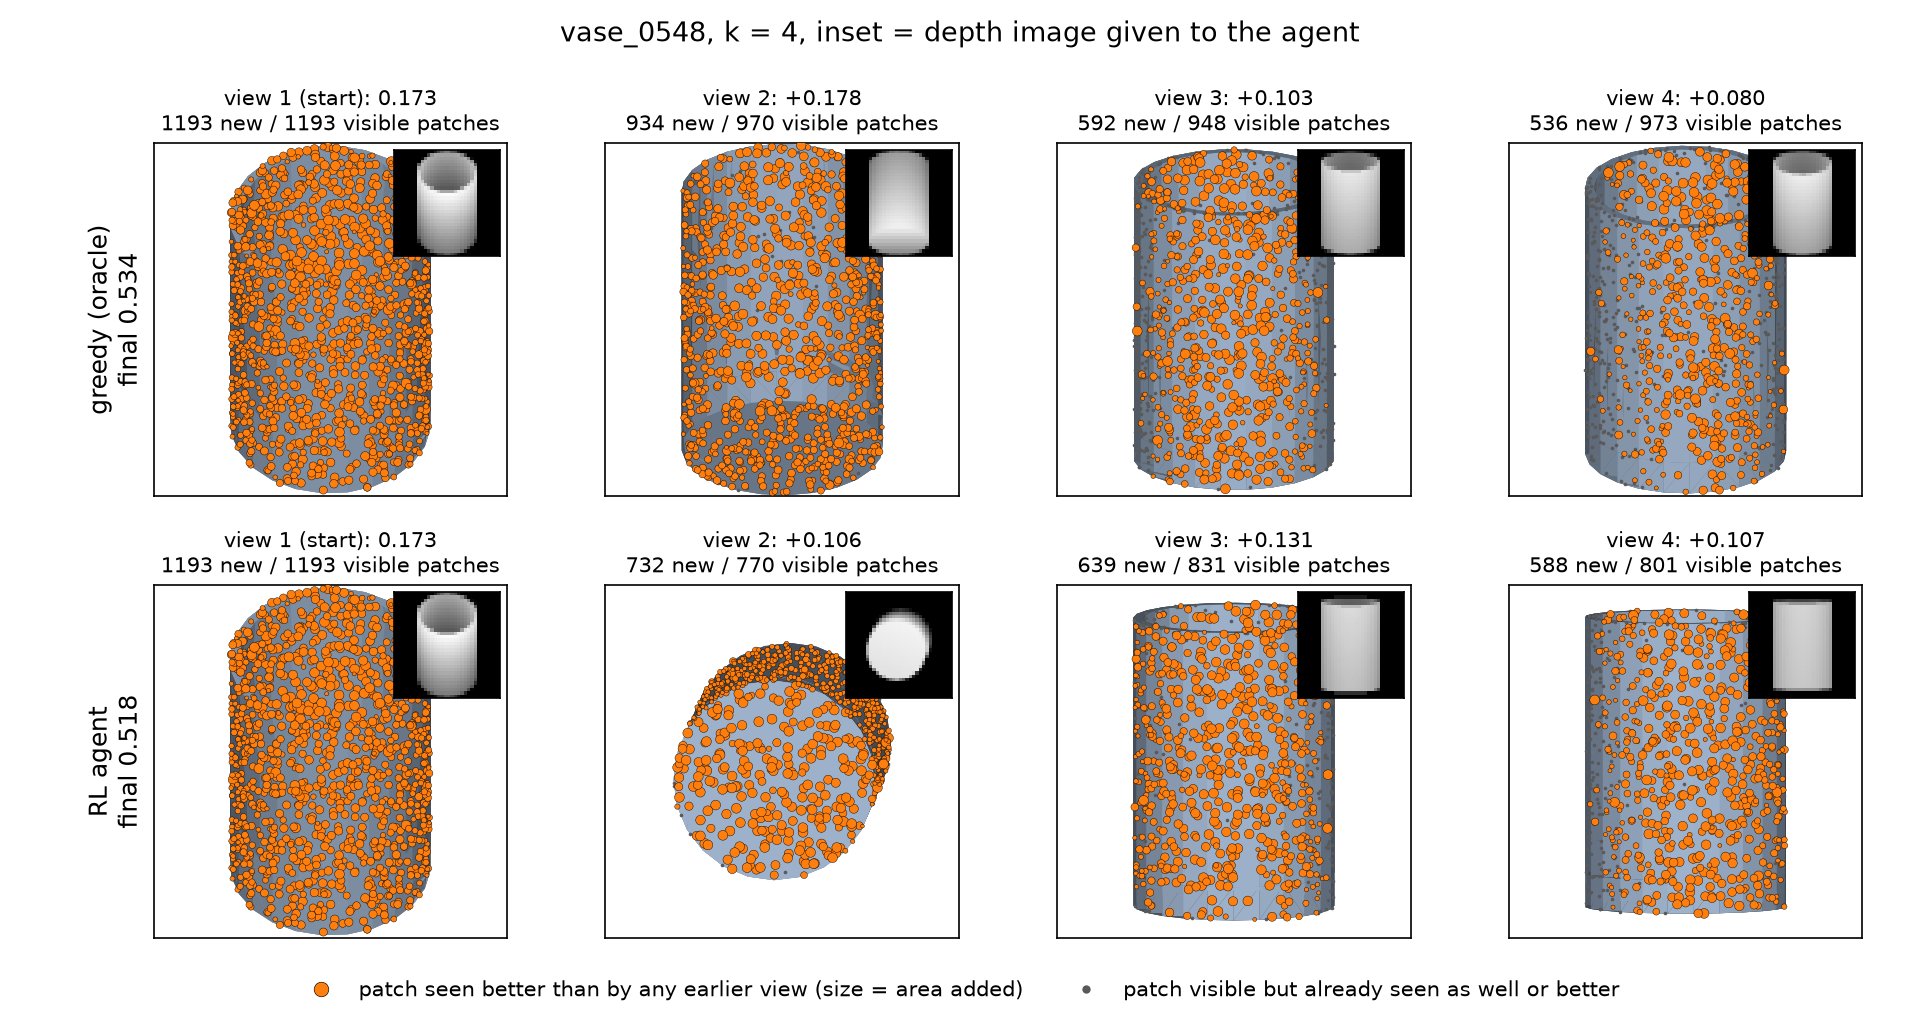 vase_0548, k = 4, inset = depth image given to the agent
greedy (oracle)
final 0.534
view 1 (start): 0.173
1193 new / 1193 visible patches
view 2: +0.178
934 new / 970 visible patches
view 3: +0.103
592 new / 948 visible patches
view 4: +0.080
536 new / 973 visible patches
RL agent
final 0.518
view 1 (start): 0.173
1193 new / 1193 visible patches
view 2: +0.106
732 new / 770 visible patches
view 3: +0.131
639 new / 831 visible patches
view 4: +0.107
588 new / 801 visible patches
patch seen better than by any earlier view (size = area added)
patch visible but already seen as well or better